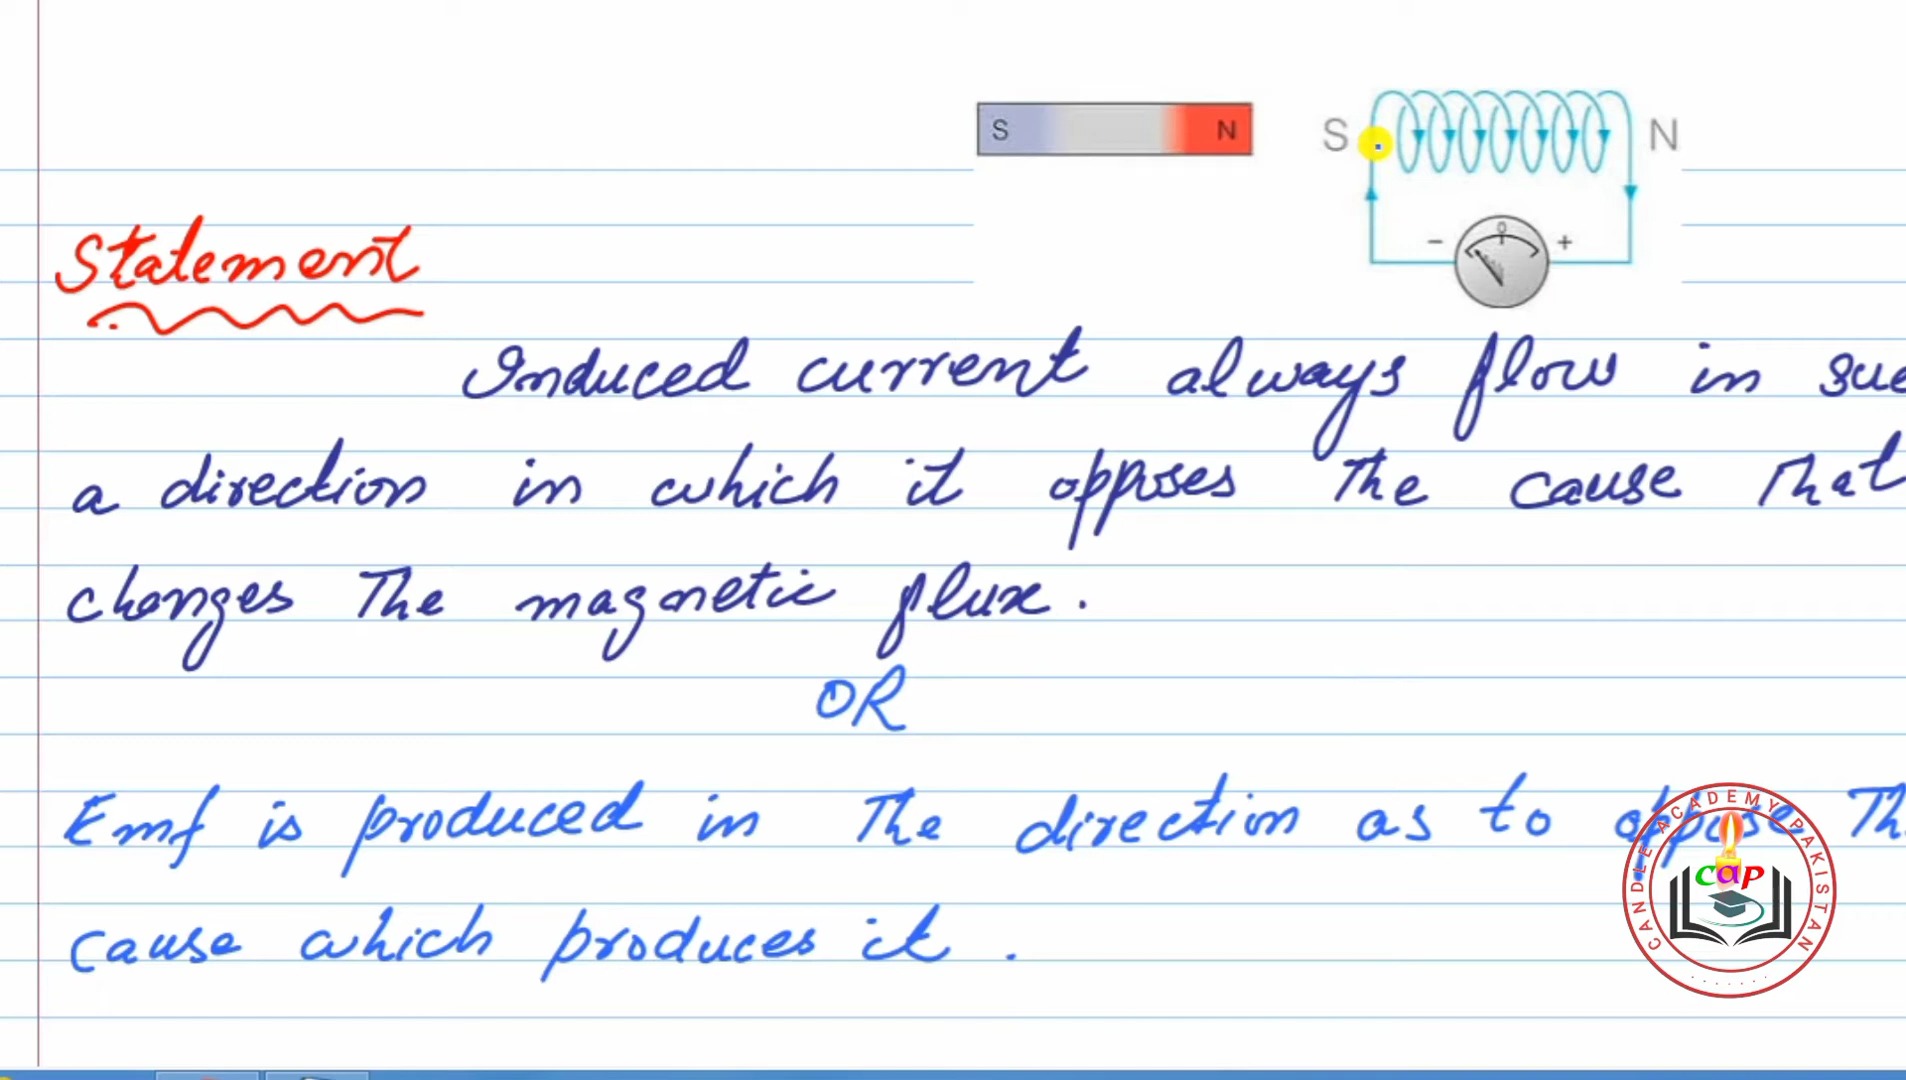 S N S N
0
- +
Statement
Induced current always flow in suc
a direction in which it opposes the cause that
changes the magnetic flux.
OR
Emf is produced in the direction as to oppose Th
cause which produces it.
CANDLE ACADEMY PAKISTAN
cap